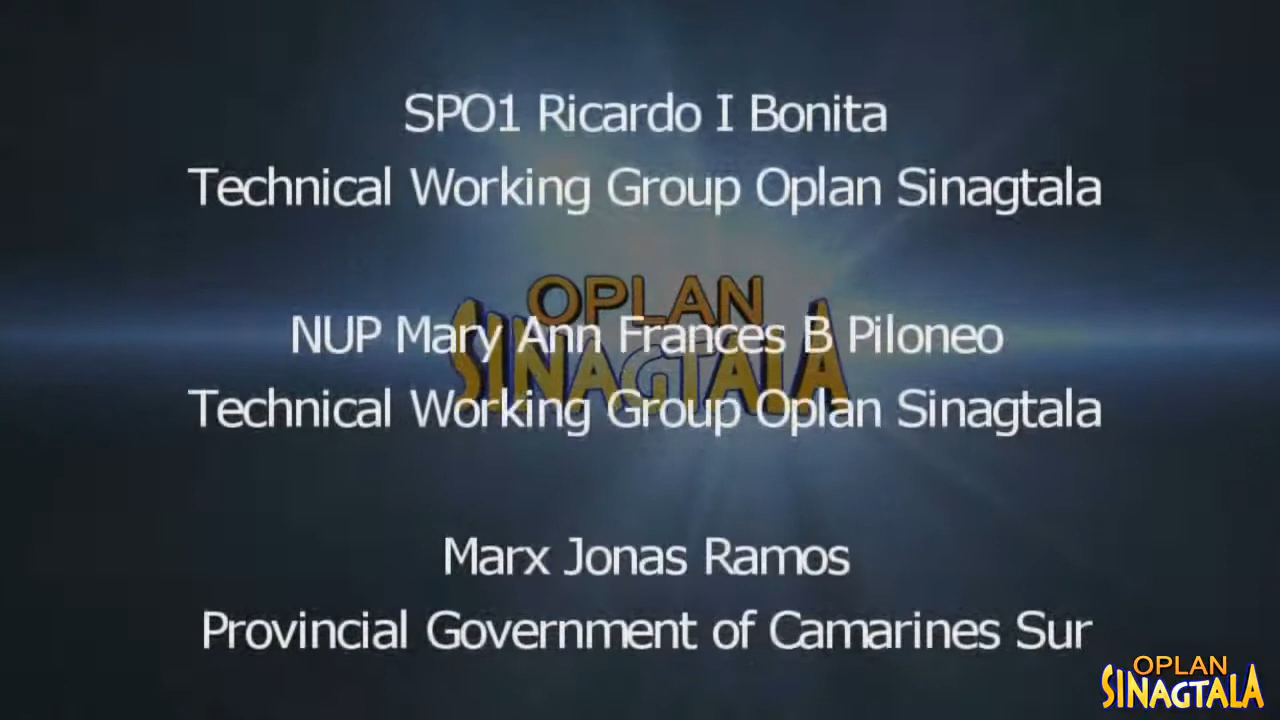 SPO1 Ricardo I Bonita
Technical Working Group Oplan Sinagtala
OPLAN
SINAGTALA
NUP Mary Ann Frances B Piloneo
Technical Working Group Oplan Sinagtala
Marx Jonas Ramos
Provincial Government of Camarines Sur
OPLAN
SINAGTALA